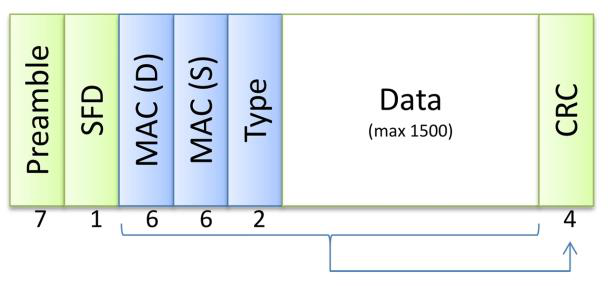 Preamble
SFD
MAC (D)
MAC (S)
Type
Data
(max 1500)
CRC
7
1
6
6
2
4